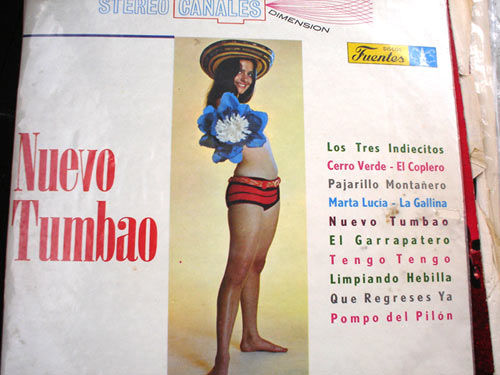 STEREO CANALES
DIMENSION
DISCOS
Fuentes
Nuevo
Tumbao
Los Tres Indiecitos
Cerro Verde - El Coplero
Pajarillo Montañero
Marta Lucía - La Gallina
Nuevo Tumbao
El Garrapatero
Tengo Tengo
Limpiando Hebilla
Que Regreses Ya
Pompo del Pilón